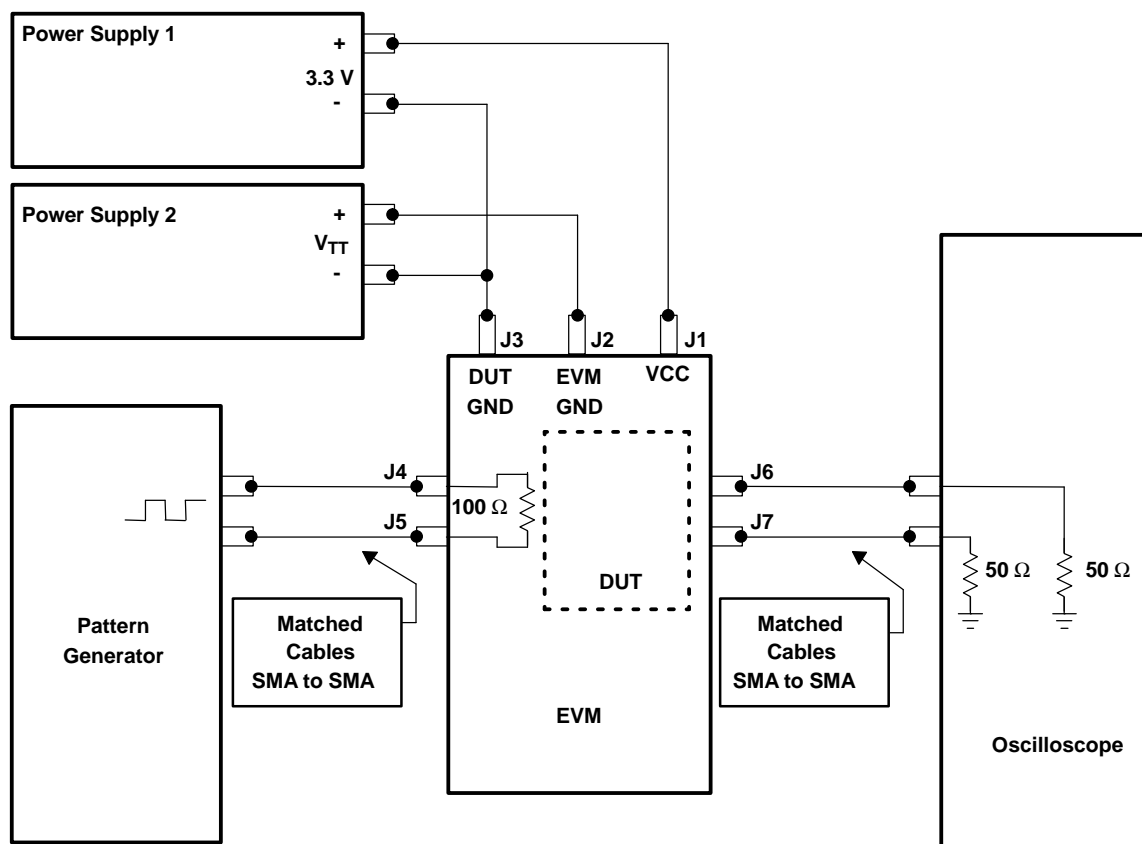 Power Supply 1
+
3.3 V
-
Power Supply 2
+
VTT
-
J3
J2
J1
DUT
GND
EVM
GND
VCC
J4
J5
100 Ω
J6
J7
DUT
50 Ω
50 Ω
Pattern
Generator
Matched
Cables
SMA to SMA
Matched
Cables
SMA to SMA
EVM
Oscilloscope